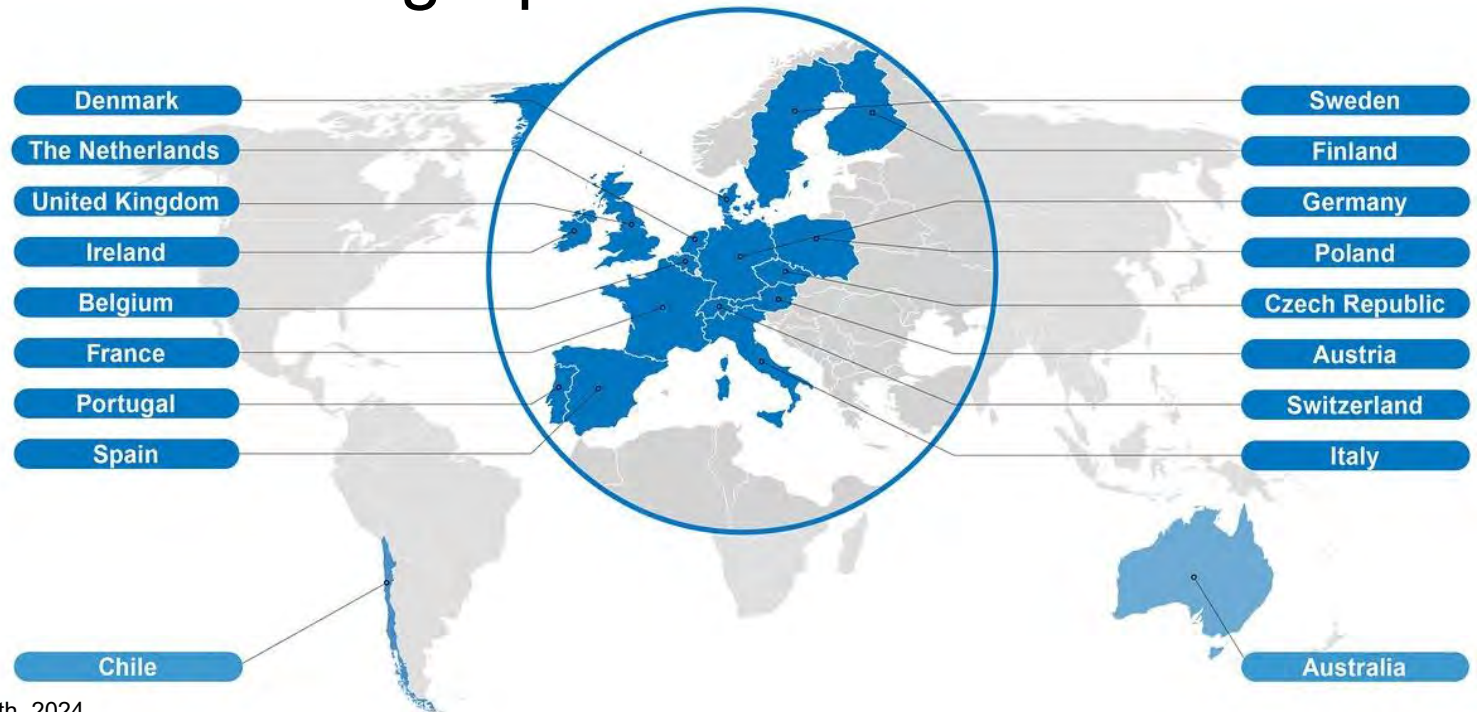 Denmark
The Netherlands
United Kingdom
Ireland
Belgium
France
Portugal
Spain
Chile
Sweden
Finland
Germany
Poland
Czech Republic
Austria
Switzerland
Italy
Australia
th, 2024